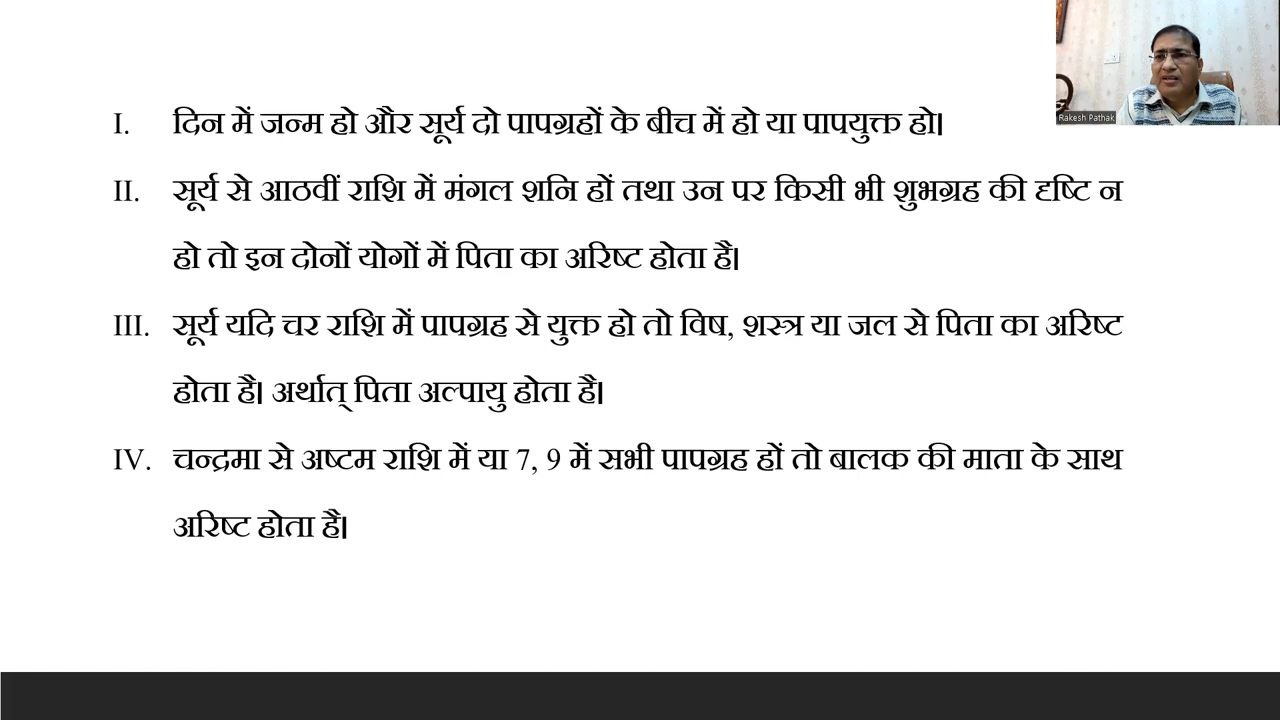 I. दिन में जन्म हो और सूर्य दो पापग्रहों के बीच में हो या पापयुक्त हो।
II. सूर्य से आठवीं राशि में मंगल शनि हों तथा उन पर किसी भी शुभग्रह की दृष्टि न
हो तो इन दोनों योगों में पिता का अरिष्ट होता है।
III. सूर्य यदि चर राशि में पापग्रह से युक्त हो तो विष, शस्त्र या जल से पिता का अरिष्ट
होता है। अर्थात् पिता अल्पायु होता है।
IV. चन्द्रमा से अष्टम राशि में या 7, 9 में सभी पापग्रह हों तो बालक की माता के साथ
अरिष्ट होता है।
Rakesh Pathak